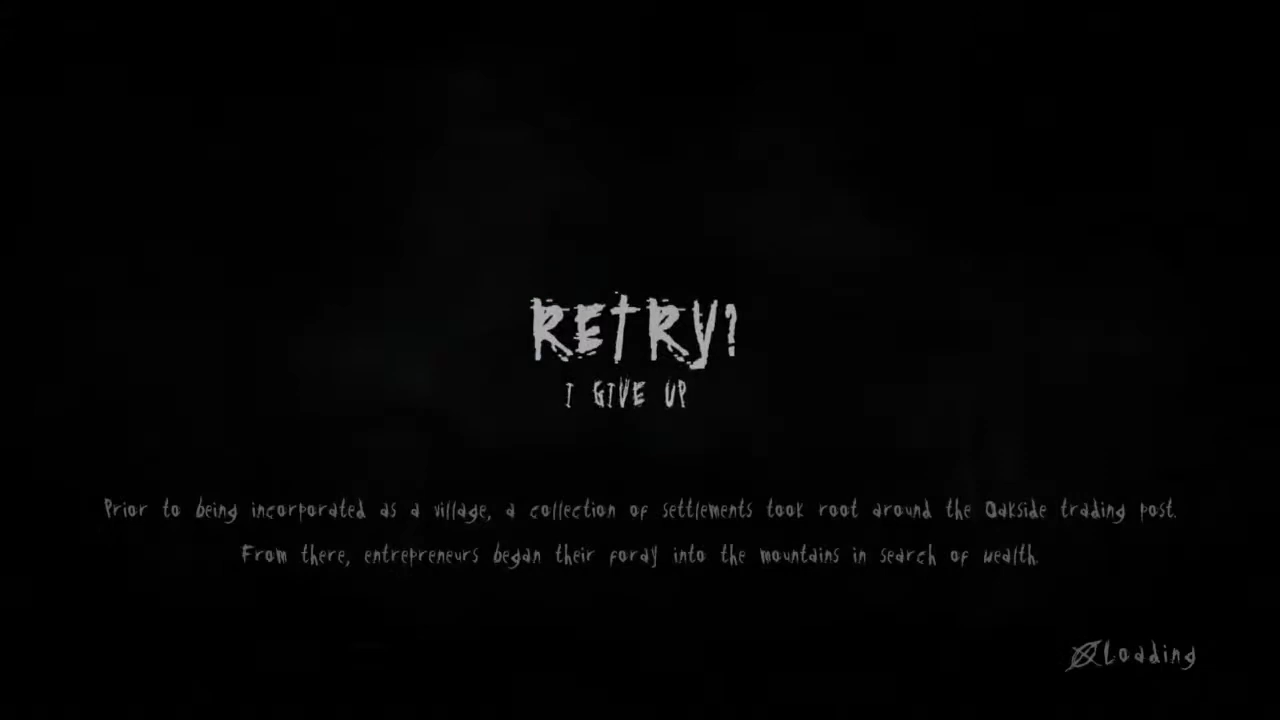 RETRY?
I GIVE UP
Prior to being incorporated as a village, a collection of settlements took root around the Oakside trading post.
From there, entrepreneurs began their foray into the mountains in search of wealth.
Loading